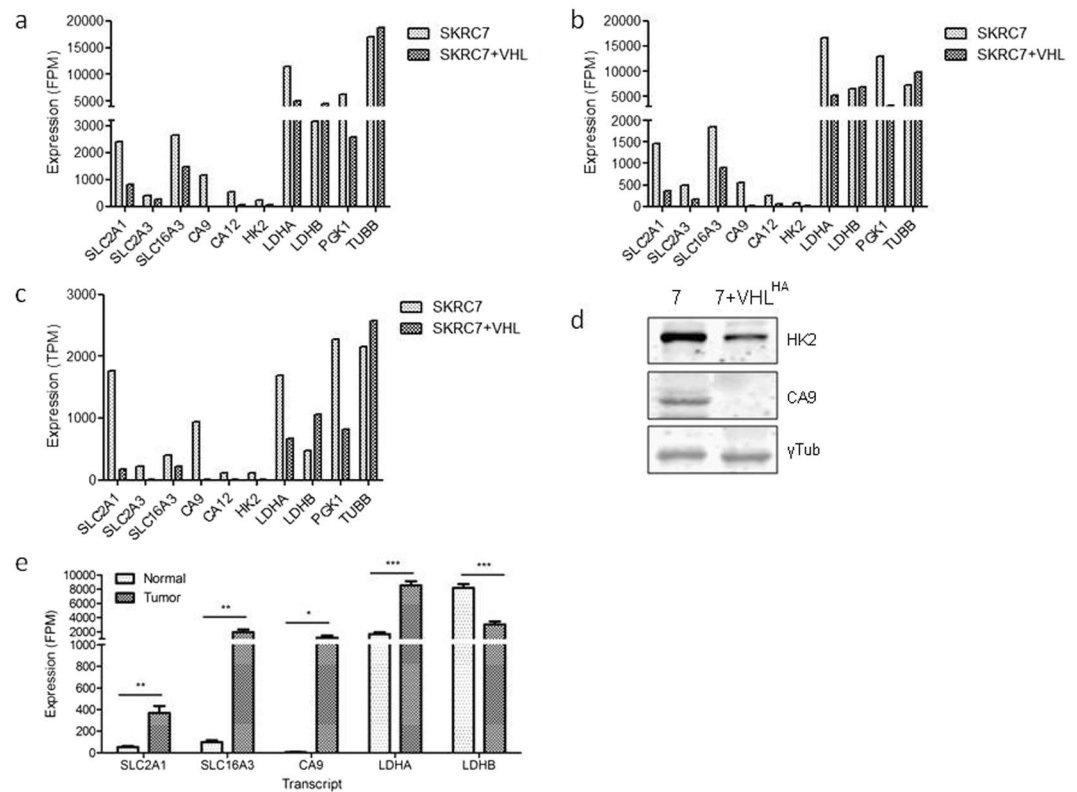 a
Expression (FPM)
20000
15000
10000
5000
3000
2000
1000
0
SLC2A1
SLC2A3
SLC16A3
CA9
CA12
HK2
LDHA
LDHB
PGK1
TUBB
SKRC7
SKRC7+VHL
b
Expression (FPM)
20000
15000
10000
5000
2000
1500
1000
500
0
SLC2A1
SLC2A3
SLC16A3
CA9
CA12
HK2
LDHA
LDHB
PGK1
TUBB
SKRC7
SKRC7+VHL
c
Expression (TPM)
3000
2000
1000
0
SLC2A1
SLC2A3
SLC16A3
CA9
CA12
HK2
LDHA
LDHB
PGK1
TUBB
SKRC7
SKRC7+VHL
d
7 7+VHL HA
HK2
CA9
γTub
e
Expression (FPM)
10000
8000
6000
4000
2000
1000
800
600
400
200
0
Normal
Tumor
**
**
*
***
***
SLC2A1
SLC16A3
CA9
LDHA
LDHB
Transcript